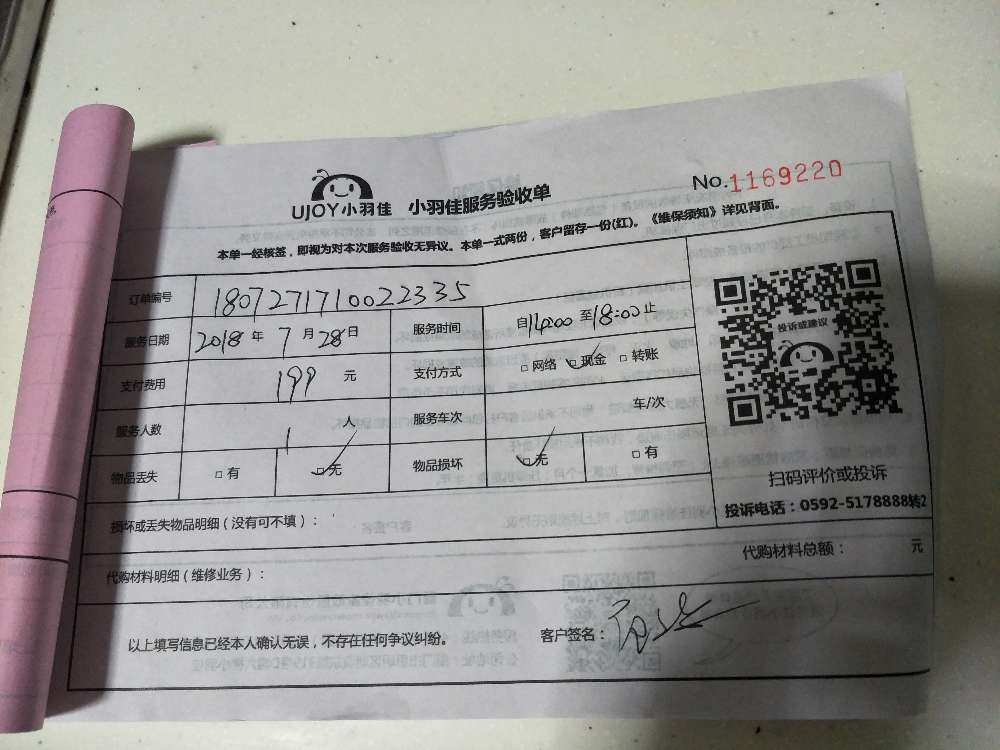 UJOY小羽佳 小羽佳服务验收单
No.1169220
本单一经核签，即视为对本次服务验收无异议。本单一式两份，客户留存一份(红)。《维保须知》详见背面。
订单编号 180727171002 2335
服务日期 2018 年 7 月 28 日 服务时间 自14:00 至 18:00 止
支付费用 199 元 支付方式 □ 网络 □ 现金 □ 转账
服务人数 1 人 服务车次 车/次
物品丢失 □ 有 □ 无 物品损坏 □ 无 □ 有
投诉或建议
扫码评价或投诉
投诉电话：0592-5178888转2
损坏或丢失物品明细（没有可不填）：
代购材料明细（维修业务）： 代购材料总额： 元
以上填写信息已经本人确认无误，不存在任何争议纠纷。 客户签名：